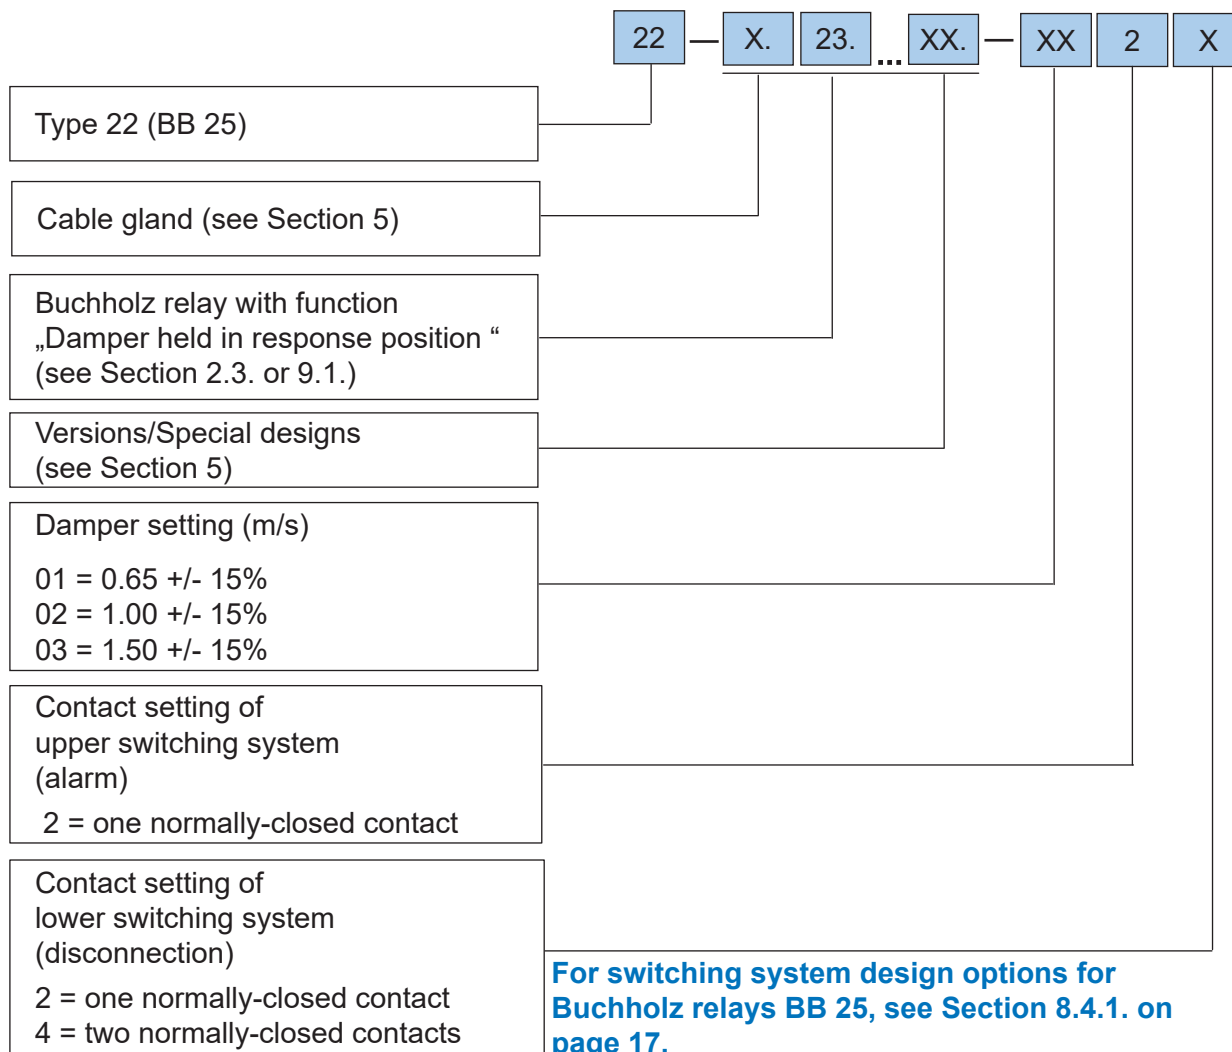 22 — X. 23. ... XX. — XX 2 X
Type 22 (BB 25)
Cable gland (see Section 5)
Buchholz relay with function
„Damper held in response position “
(see Section 2.3. or 9.1.)
Versions/Special designs
(see Section 5)
Damper setting (m/s)
01 = 0.65 +/- 15%
02 = 1.00 +/- 15%
03 = 1.50 +/- 15%
Contact setting of
upper switching system
(alarm)
2 = one normally-closed contact
Contact setting of
lower switching system
(disconnection)
2 = one normally-closed contact
4 = two normally-closed contacts
For switching system design options for
Buchholz relays BB 25, see Section 8.4.1. on
page 17.